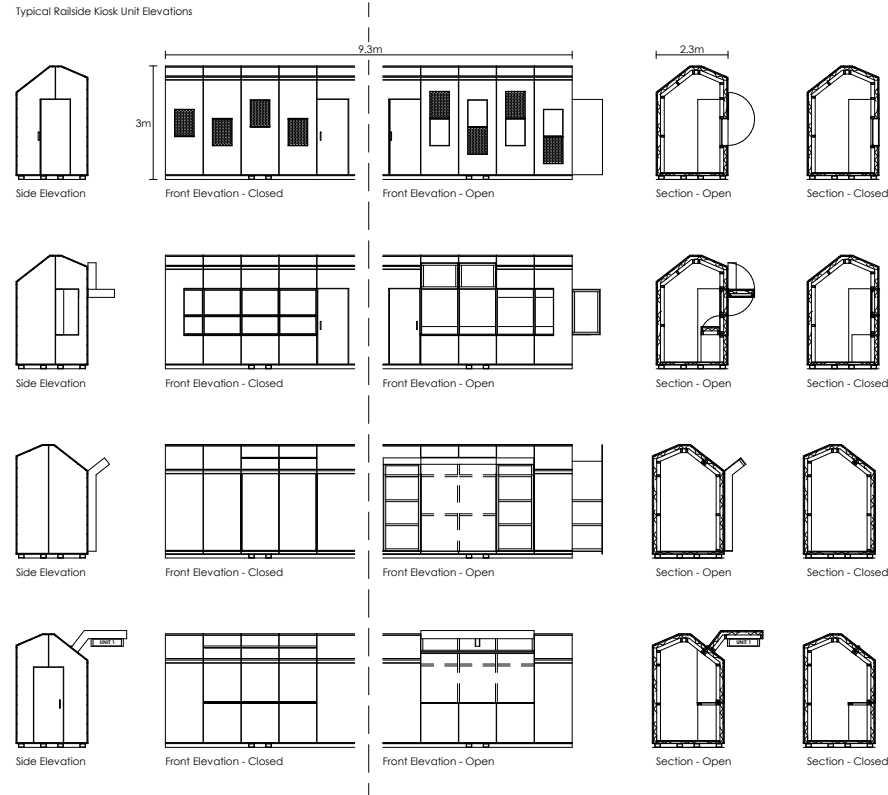 Typical Railside Kiosk Unit Elevations
9.3m
2.3m
3m
Side Elevation
Front Elevation - Closed
Front Elevation - Open
Section - Open
Section - Closed
Side Elevation
Front Elevation - Closed
Front Elevation - Open
Section - Open
Section - Closed
Side Elevation
Front Elevation - Closed
Front Elevation - Open
Section - Open
Section - Closed
UNIT 1
UNIT 1
Side Elevation
Front Elevation - Closed
Front Elevation - Open
Section - Open
Section - Closed